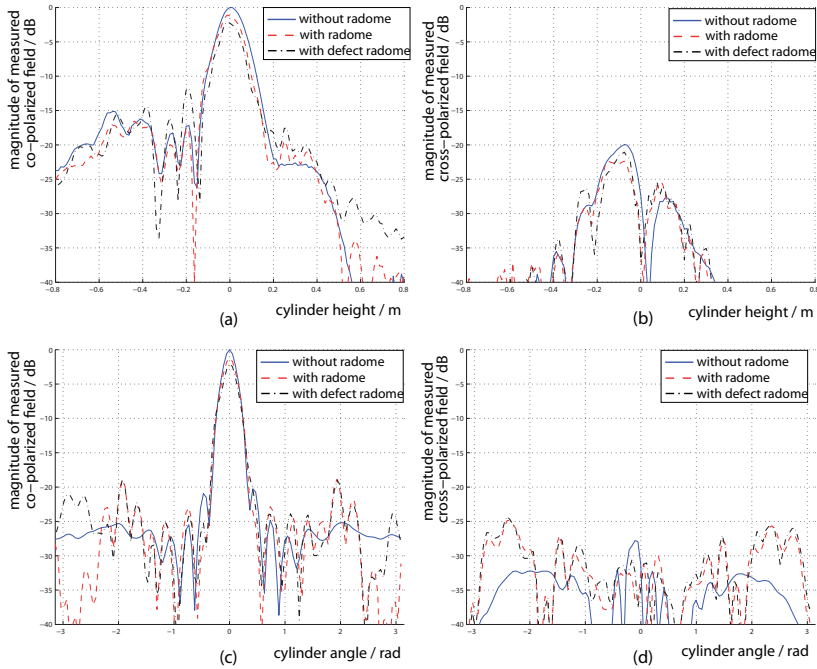 magnitude of measured
co−polarized field / dB
0
−5
−10
−15
−20
−25
−30
−35
−40
−0.8
−0.6
−0.4
−0.2
0
0.2
0.4
0.6
0.8
without radome
with radome
with defect radome
(a)
cylinder height / m
magnitude of measured
cross−polarized field / dB
0
−5
−10
−15
−20
−25
−30
−35
−40
−0.8
−0.6
−0.4
−0.2
0
0.2
0.4
0.6
0.8
without radome
with radome
with defect radome
(b)
cylinder height / m
magnitude of measured
co−polarized field / dB
0
−5
−10
−15
−20
−25
−30
−35
−40
−3
−2
−1
0
1
2
3
without radome
with radome
with defect radome
(c)
cylinder angle / rad
magnitude of measured
cross−polarized field / dB
0
−5
−10
−15
−20
−25
−30
−35
−40
−3
−2
−1
0
1
2
3
without radome
with radome
with defect radome
(d)
cylinder angle / rad